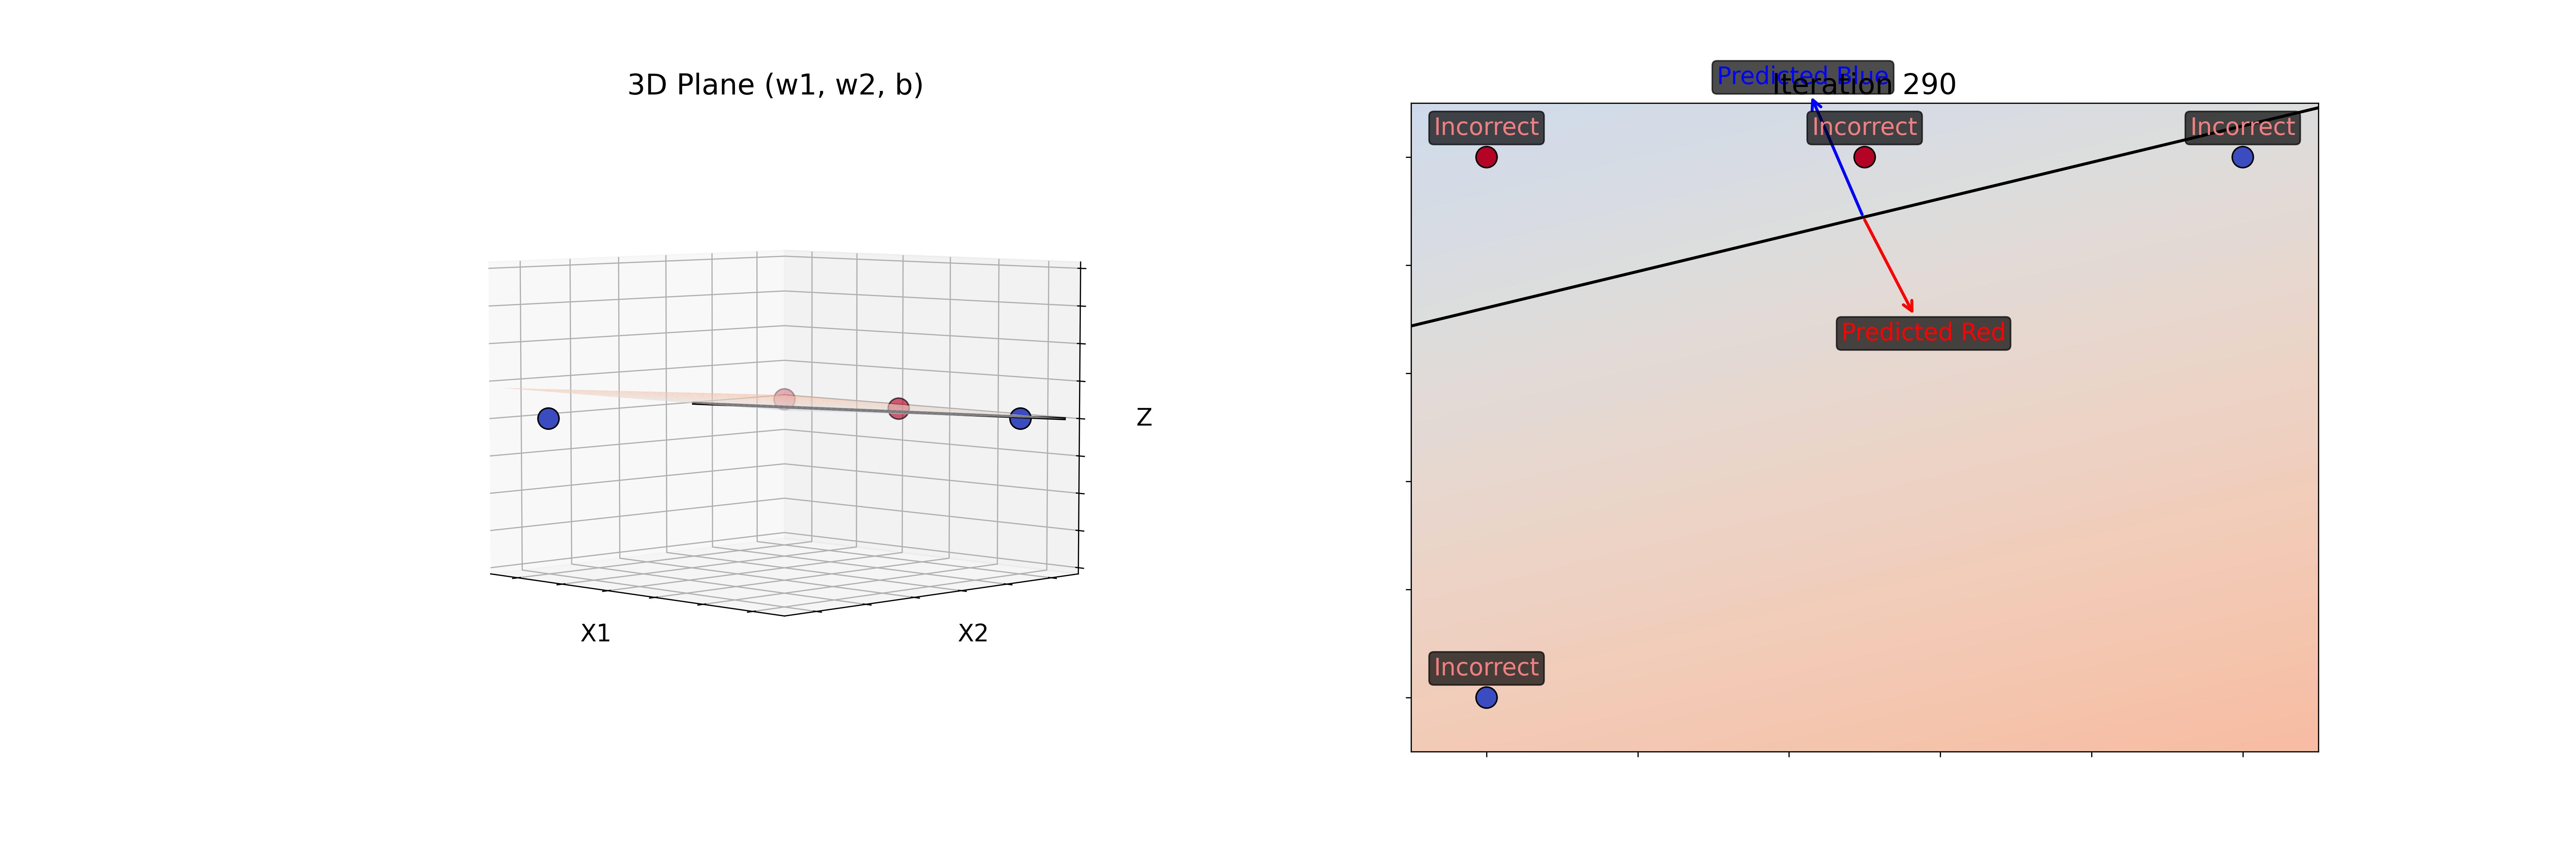 3D Plane (w1, w2, b)
Z
X1
X2
Predicted Blue
Iteration 290
Incorrect
Incorrect
Incorrect
Predicted Red
Incorrect